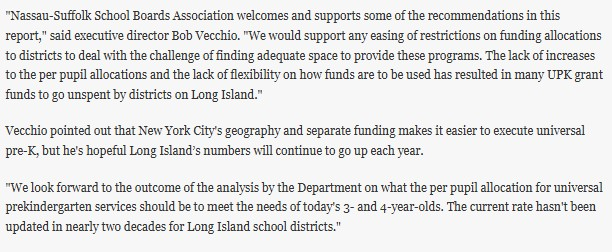 "Nassau-Suffolk School Boards Association welcomes and supports some of the recommendations in this
report," said executive director Bob Vecchio. "We would support any easing of restrictions on funding allocations
to districts to deal with the challenge of finding adequate space to provide these programs. The lack of increases
to the per pupil allocations and the lack of flexibility on how funds are to be used has resulted in many UPK grant
funds to go unspent by districts on Long Island."
Vecchio pointed out that New York City's geography and separate funding makes it easier to execute universal
pre-K, but he's hopeful Long Island’s numbers will continue to go up each year.
"We look forward to the outcome of the analysis by the Department on what the per pupil allocation for universal
prekindergarten services should be to meet the needs of today's 3- and 4-year-olds. The current rate hasn't been
updated in nearly two decades for Long Island school districts."